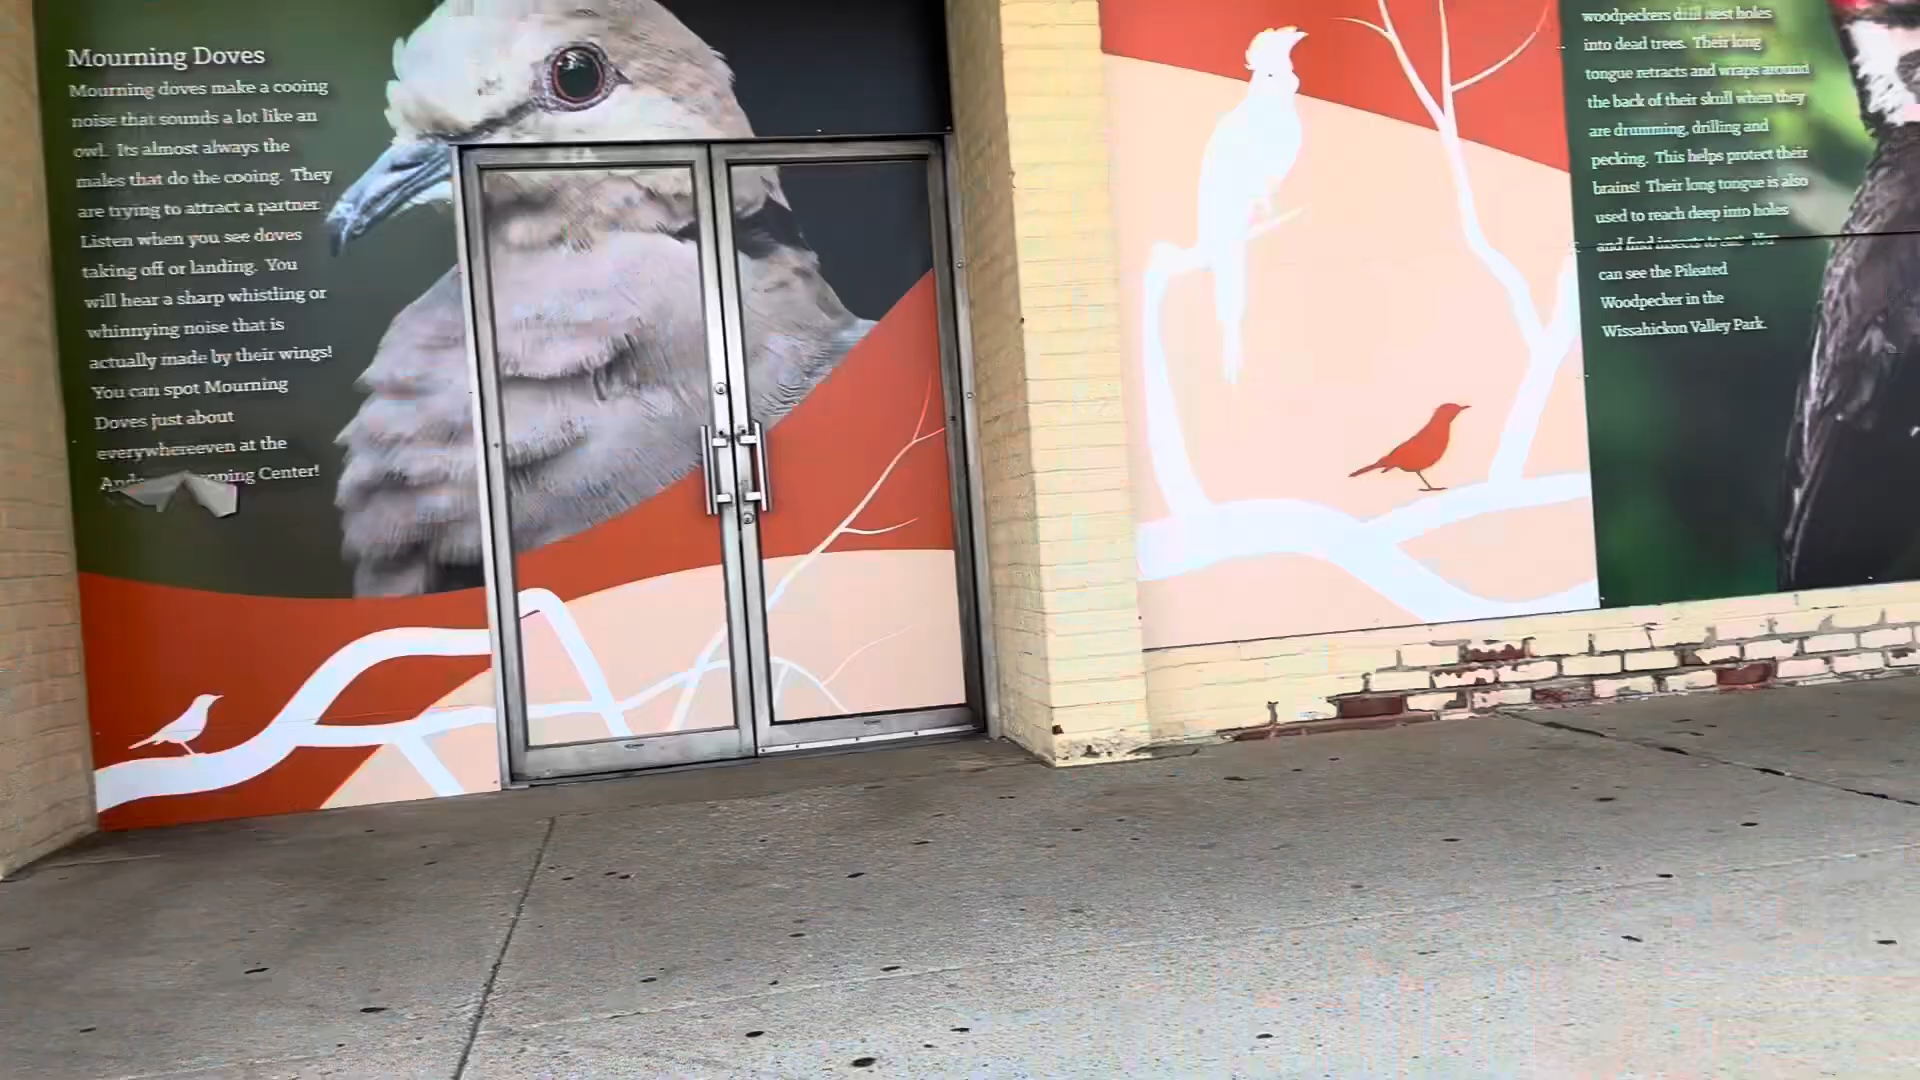 Mourning Doves
Mourning doves make a cooing
noise that sounds a lot like an
owl. Its almost always the
males that do the cooing. They
are trying to attract a partner.
Listen when you see doves
taking off or landing. You
will hear a sharp whistling or
whinnying noise that is
actually made by their wings!
You can spot Mourning
Doves just about
everywhereeven at the
Center!
woodpeckers drill nest holes
into dead trees. Their long
tongue retracts and wraps around
the back of their skull when they
are drumming, drilling and
pecking. This helps protect their
brains! Their long tongue is also
used to reach deep into holes
and find insects to eat. You
can see the Pileated
Woodpecker in the
Wissahickon Valley Park.